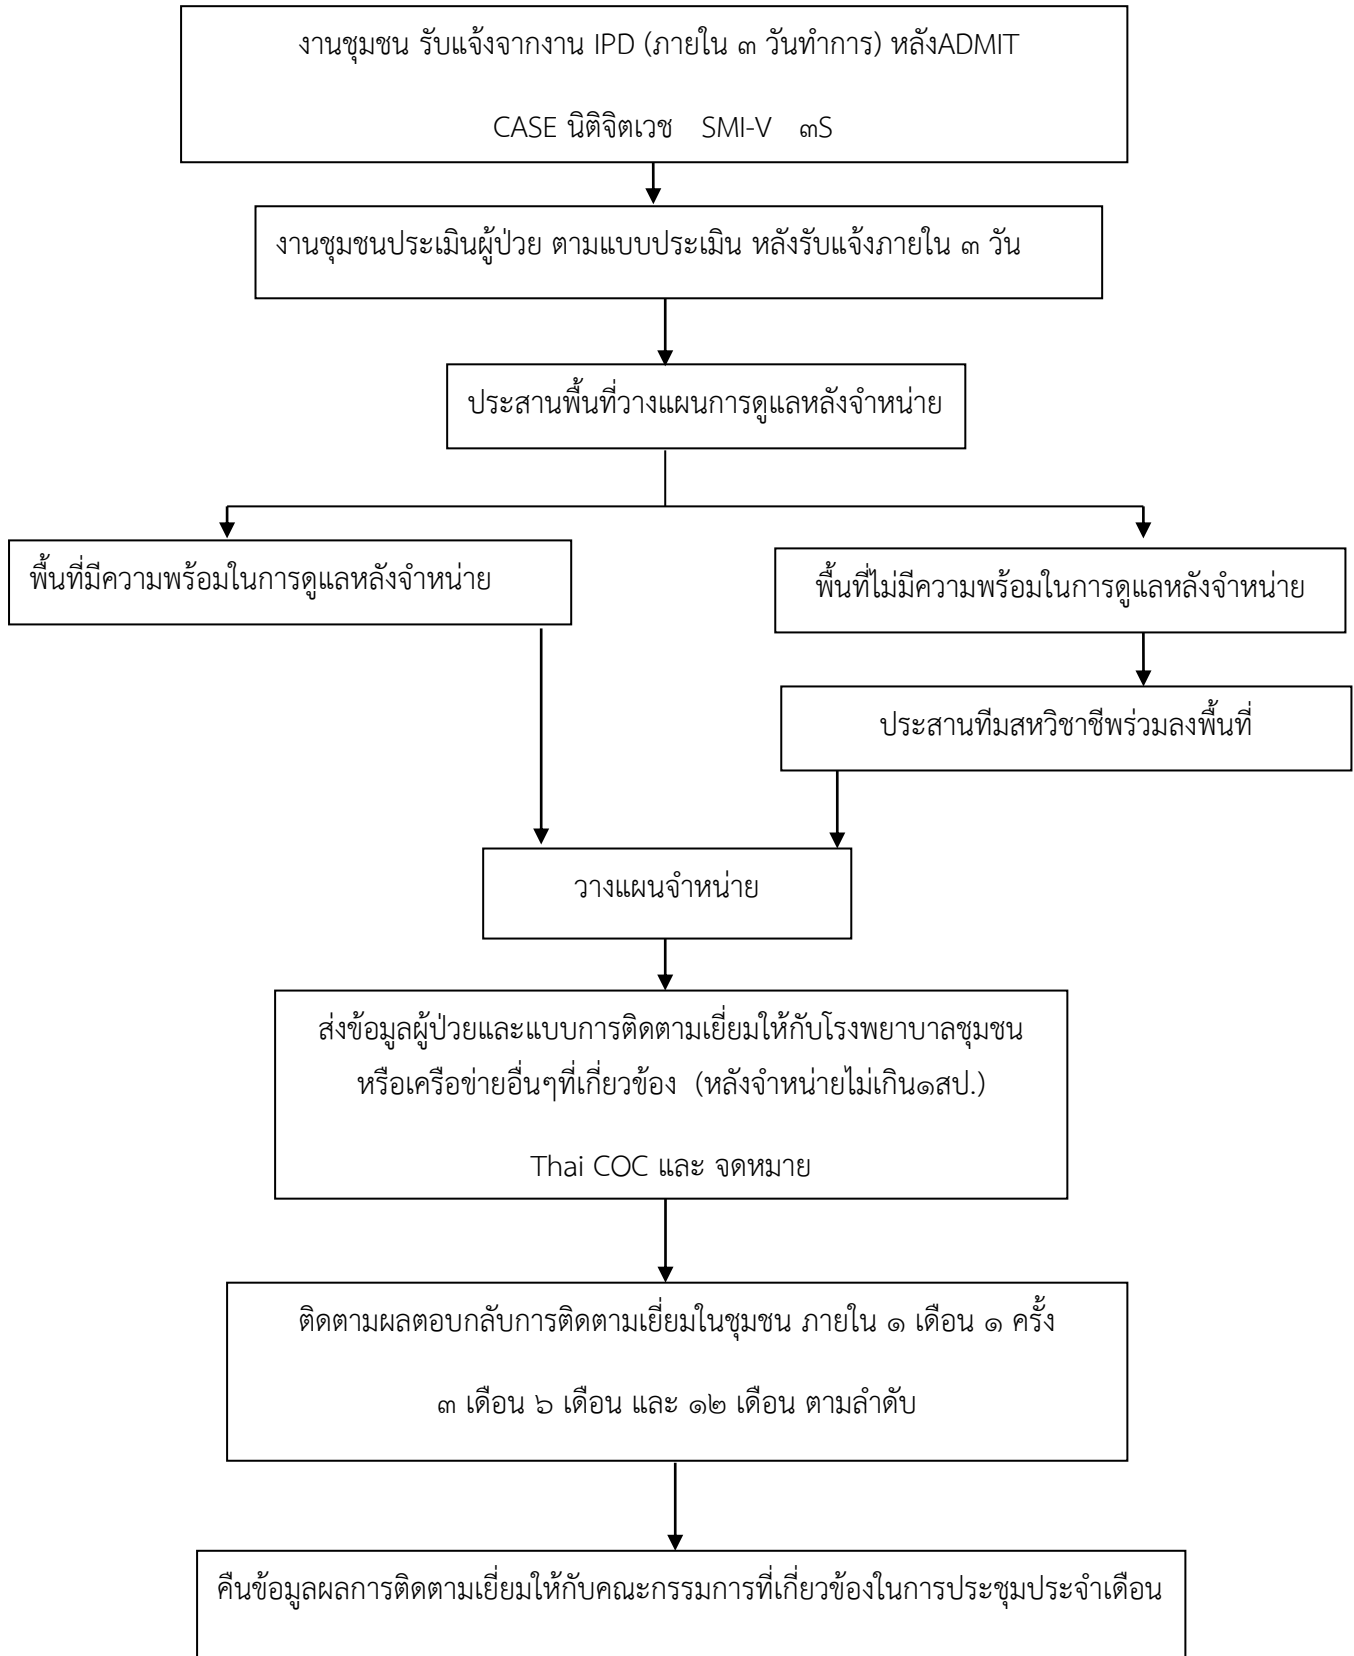 งานชุมชน รับแจ้งจากงาน IPD (ภายใน ๓ วันทำการ) หลังADMIT
CASE นิติจิตเวช SMI-V ๓S
งานชุมชนประเมินผู้ป่วย ตามแบบประเมิน หลังรับแจ้งภายใน ๓ วัน
ประสานพื้นที่วางแผนการดูแลหลังจำหน่าย
พื้นที่มีความพร้อมในการดูแลหลังจำหน่าย
พื้นที่ไม่มีความพร้อมในการดูแลหลังจำหน่าย
ประสานทีมสหวิชาชีพร่วมลงพื้นที่
วางแผนจำหน่าย
ส่งข้อมูลผู้ป่วยและแบบการติดตามเยี่ยมให้กับโรงพยาบาลชุมชน
หรือเครือข่ายอื่นๆที่เกี่ยวข้อง (หลังจำหน่ายไม่เกิน๑สป.)
Thai COC และ จดหมาย
ติดตามผลตอบกลับการติดตามเยี่ยมในชุมชน ภายใน ๑ เดือน ๑ ครั้ง
๓ เดือน ๖ เดือน และ ๑๒ เดือน ตามลำดับ
คืนข้อมูลผลการติดตามเยี่ยมให้กับคณะกรรมการที่เกี่ยวข้องในการประชุมประจำเดือน